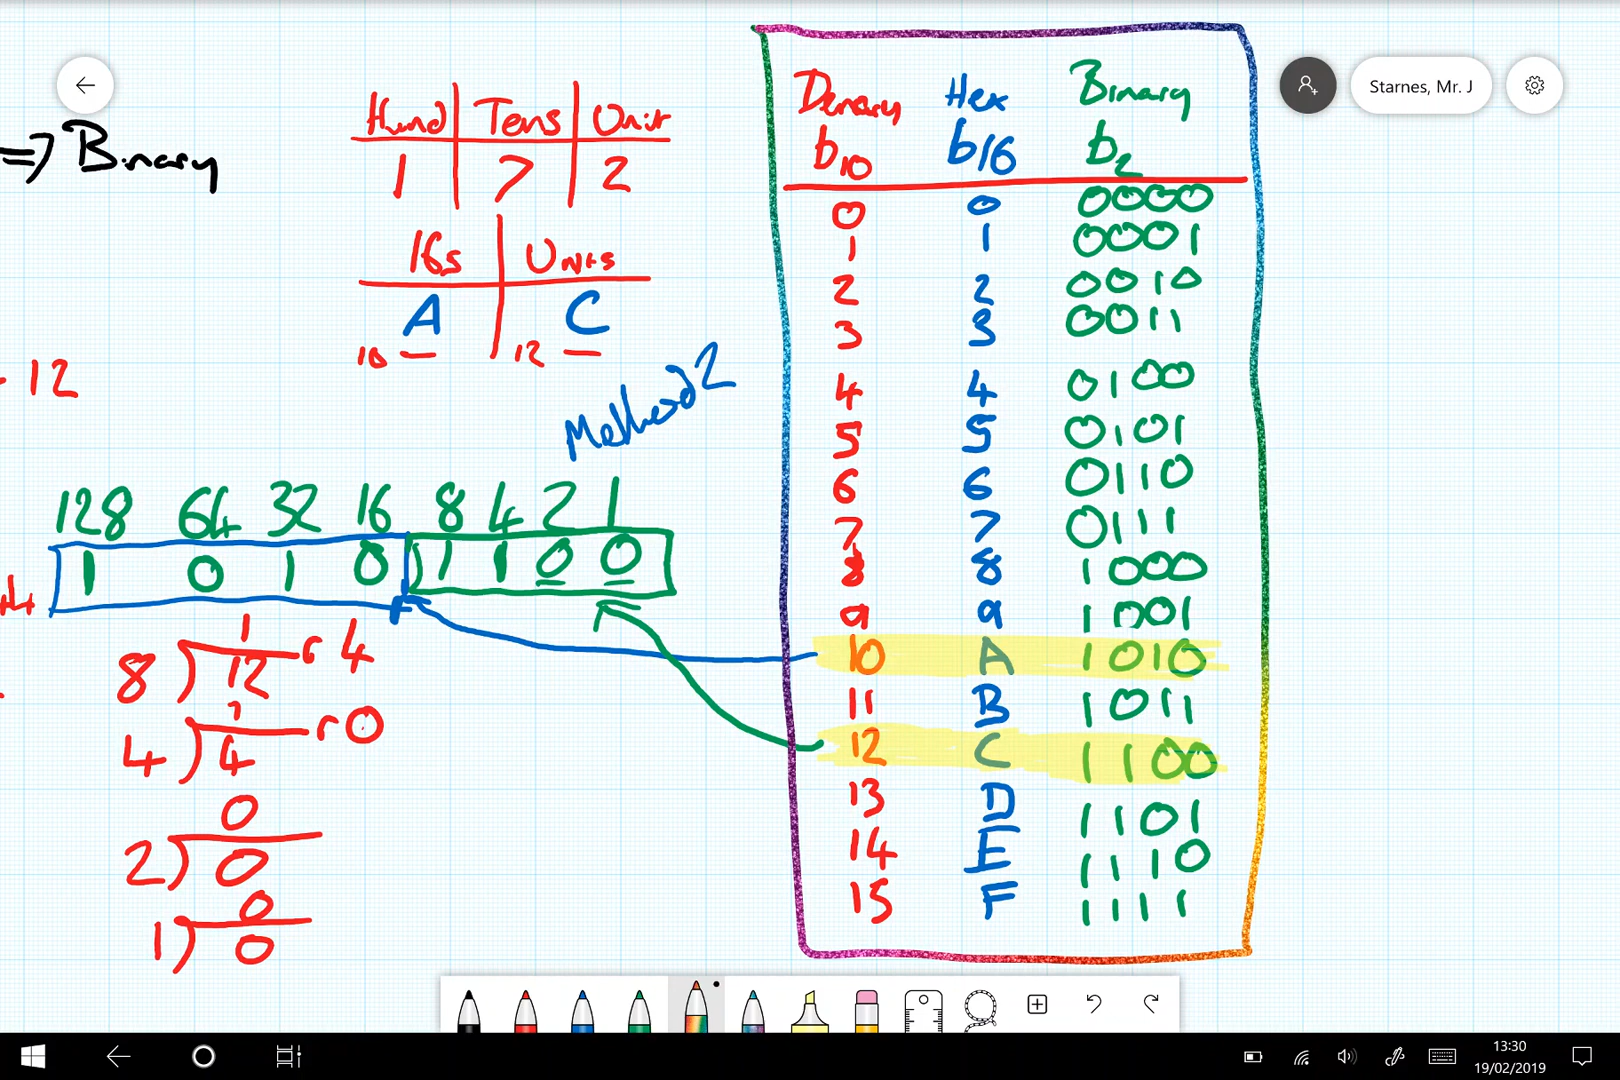 ⇒ Binary
Hund Tens Unit
1 7 2
16s Units
A C
10 12
12
Method 2
128 64 32 16 8 4 2 1
1 0 1 0 1 1 0 0
8 ) 12 1 r 4
4 ) 4 1 r 0
2 ) 0 0
1 ) 0 0
Denary Hex Binary
b10 b16 b2
0 0 0000
1 1 0001
2 2 0010
3 3 0011
4 4 0100
5 5 0101
6 6 0110
7 7 0111
8 8 1000
9 9 1001
10 A 1010
11 B 1011
12 C 1100
13 D 1101
14 E 1110
15 F 1111
Starnes, Mr. J
13:30
19/02/2019